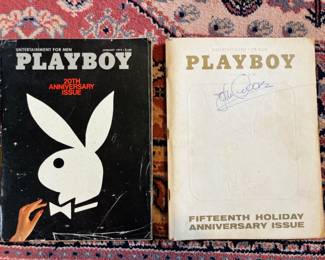 ENTERTAINMENT FOR MEN
PLAYBOY
20TH
ANNIVERSARY
ISSUE
PLAYBOY
FIFTEENTH HOLIDAY
ANNIVERSARY ISSUE